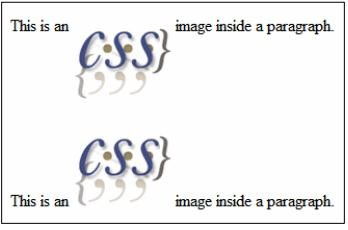 This is an CSS} image inside a paragraph.
{;;;
CSS}
This is an {;;; image inside a paragraph.